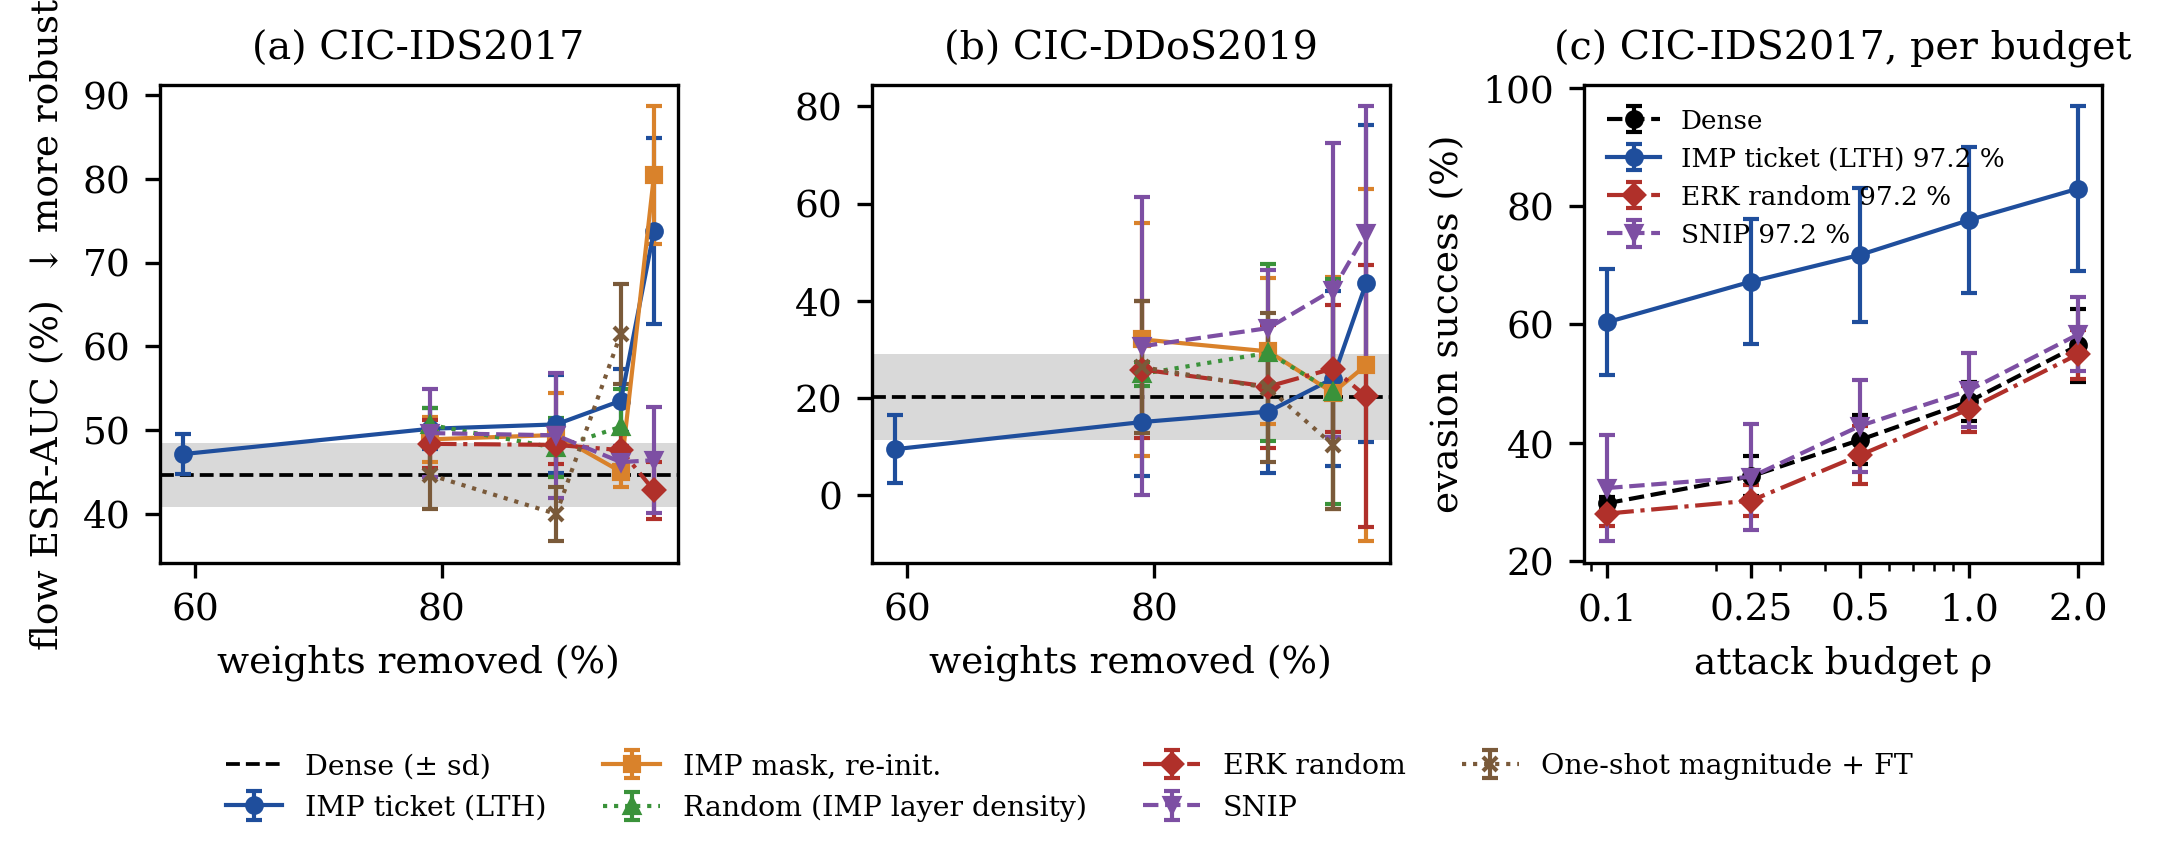 (a) CIC-IDS2017
(b) CIC-DDoS2019
(c) CIC-IDS2017, per budget
flow ESR-AUC (%) ↓ more robust
90
80
70
60
50
40
60
80
weights removed (%)
80
60
40
20
0
60
80
weights removed (%)
evasion success (%)
100
80
60
40
20
Dense
IMP ticket (LTH) 97.2 %
ERK random 97.2 %
SNIP 97.2 %
0.1
0.25
0.5
1.0
2.0
attack budget ρ
Dense (± sd)
IMP ticket (LTH)
IMP mask, re-init.
Random (IMP layer density)
ERK random
SNIP
One-shot magnitude + FT